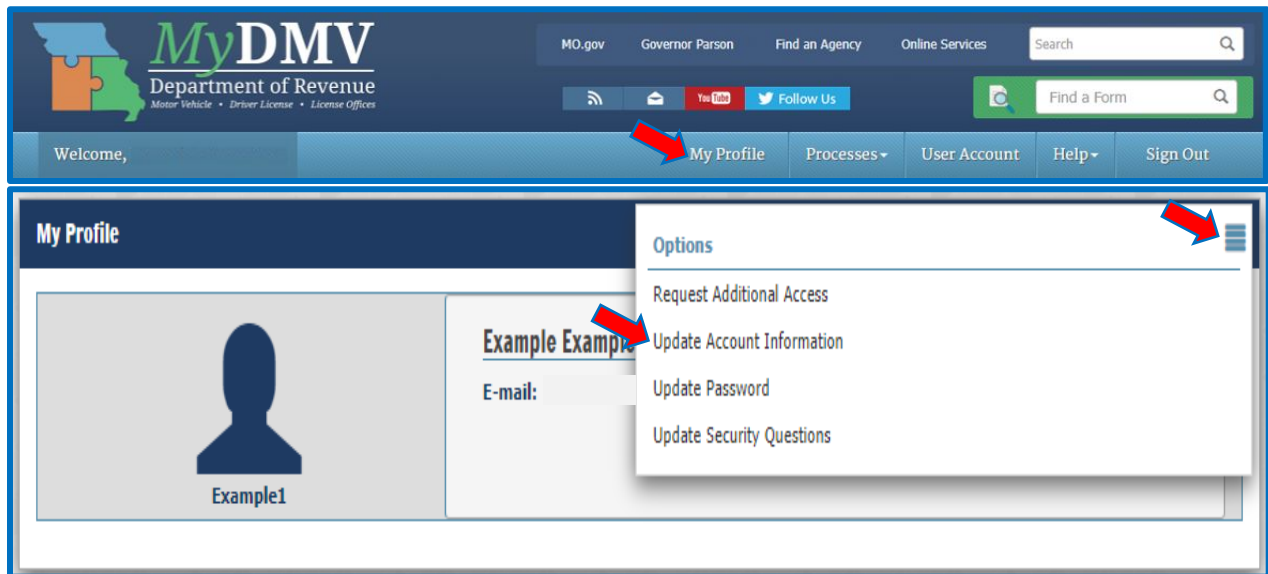 MyDMV
Department of Revenue
Motor Vehicle • Driver License • License Offices
MO.gov Governor Parson Find an Agency Online Services Search
You Tube Follow Us Find a Form
Welcome, My Profile Processes User Account Help Sign Out
My Profile
Options
Request Additional Access
Update Account Information
Update Password
Update Security Questions
Example Example
E-mail:
Example1